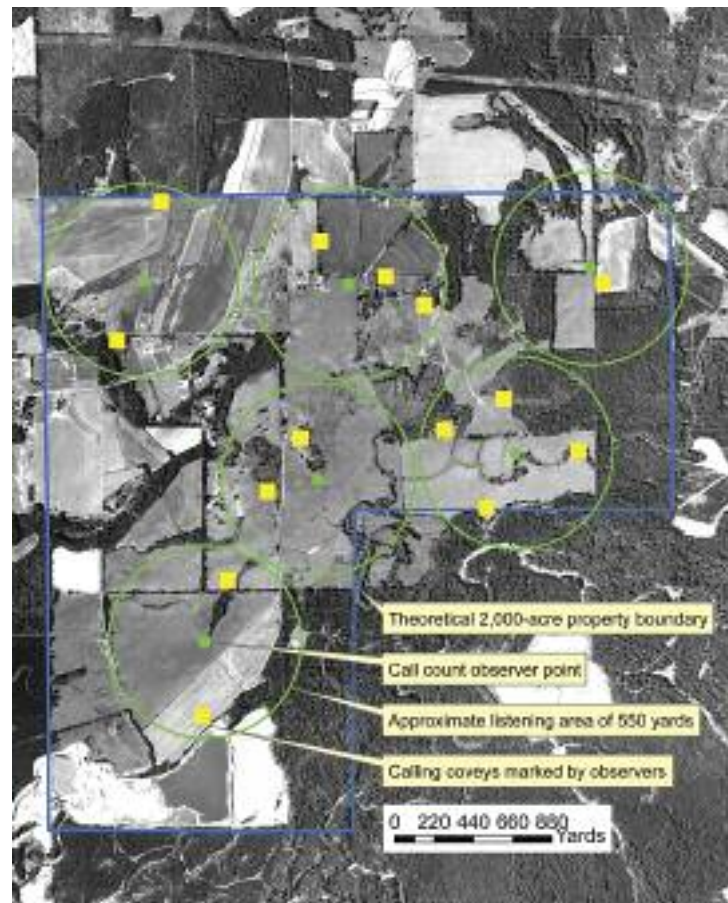 Theoretical 2,000-acre property boundary
Call count observer point
Approximate listening area of 550 yards
Calling coveys marked by observers
0 220 440 660 880
Yards